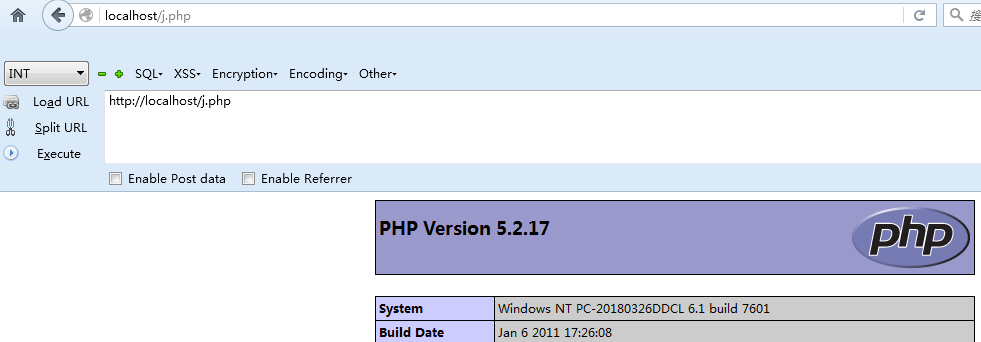 localhost/j.php
搜
INT
SQL▾ XSS▾ Encryption▾ Encoding▾ Other▾
Load URL
http://localhost/j.php
Split URL
Execute
Enable Post data Enable Referrer
PHP Version 5.2.17
php
System Windows NT PC-20180326DDCL 6.1 build 7601
Build Date Jan 6 2011 17:26:08